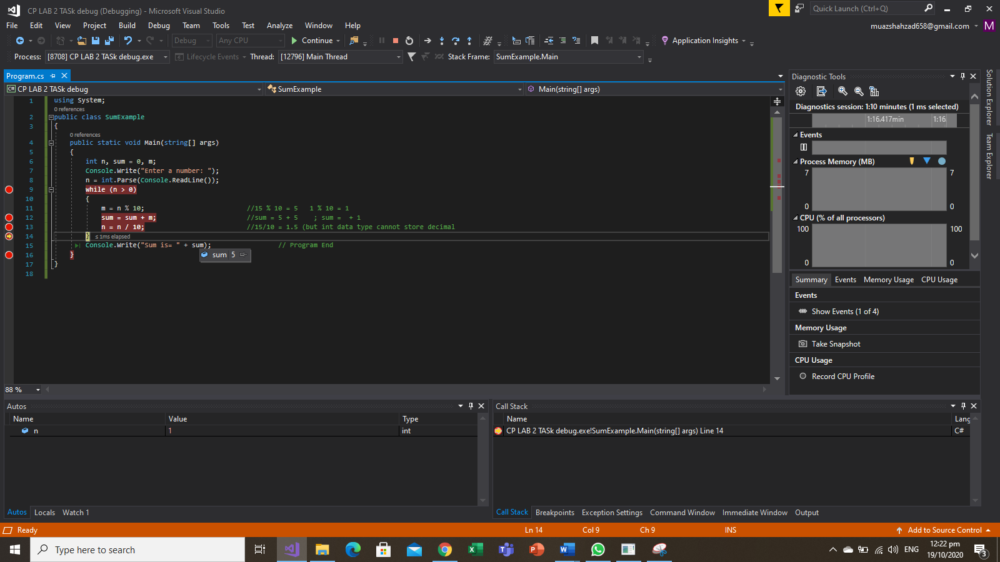 CP LAB 2 TASk debug (Debugging) - Microsoft Visual Studio
Quick Launch (Ctrl+Q)
File Edit View Project Build Debug Team Tools Test Analyze Window Help
muazshahzad658@gmail.com M
Debug Any CPU Continue Application Insights
Process: [8708] CP LAB 2 TASk debug.exe Lifecycle Events Thread: [12796] Main Thread Stack Frame: SumExample.Main
Program.cs
C# CP LAB 2 TASk debug SumExample Main(string[] args)
1 using System;
0 references
2 public class SumExample
3 {
0 references
4 public static void Main(string[] args)
5 {
6 int n, sum = 0, m;
7 Console.Write("Enter a number: ");
8 n = int.Parse(Console.ReadLine());
9 while (n > 0)
10 {
11 m = n % 10; //15 % 10 = 5 1 % 10 = 1
12 sum = sum + m; //sum = 5 + 5 ; sum = + 1
13 n = n / 10; //15/10 = 1.5 (but int data type cannot store decimal
14 } ≤ 1ms elapsed
15 Console.Write("Sum is= " + sum); // Program End
16 }
sum 5
17 }
18
88 %
Diagnostic Tools
Diagnostics session: 1:10 minutes (1 ms selected)
1:16.417min 1:16.
Events
Process Memory (MB)
7 7
0 0
CPU (% of all processors)
100 100
0 0
Summary Events Memory Usage CPU Usage
Events
Show Events (1 of 4)
Memory Usage
Take Snapshot
CPU Usage
Record CPU Profile
Solution Explorer
Team Explorer
Autos
Name Value Type
n 1 int
Autos Locals Watch 1
Call Stack
Name Lang
CP LAB 2 TASk debug.exe!SumExample.Main(string[] args) Line 14 C#
Call Stack Breakpoints Exception Settings Command Window Immediate Window Output
Ready Ln 14 Col 9 Ch 9 INS Add to Source Control
Type here to search
ENG
12:22 pm
19/10/2020
3